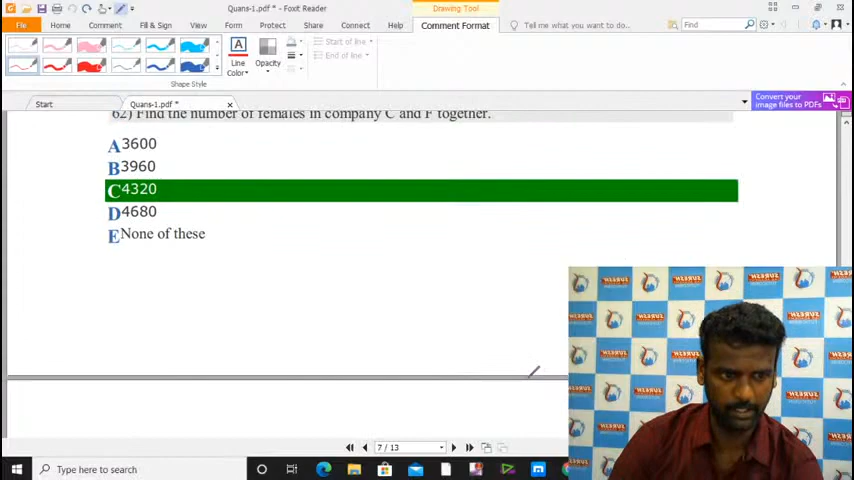 Quans-1.pdf * - Foxit Reader
Drawing Tool
File
Home
Comment
Fill & Sign
View
Form
Protect
Share
Connect
Help
Comment Format
Tell me what you want to do..
Find
Line
Color
Opacity
Start of line
End of line
Shape Style
Start
Quans-1.pdf *
Convert your
image files to PDFs
62) Find the number of females in company C and F together.
A 3600
B 3960
C 4320
D 4680
E None of these
7 / 13
Type here to search